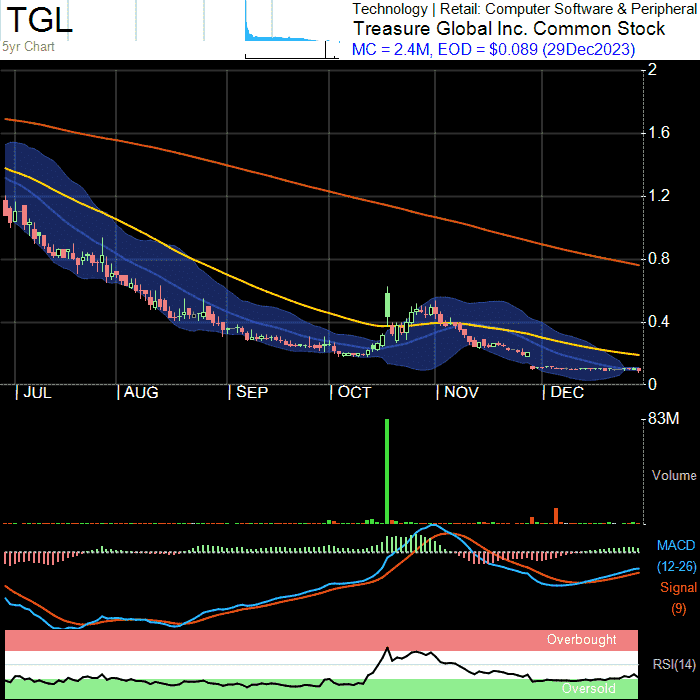 TGL
5yr Chart
Technology | Retail: Computer Software & Peripheral
Treasure Global Inc. Common Stock
MC = 2.4M, EOD = $0.089 (29Dec2023)
2
1.6
1.2
0.8
0.4
0
JUL AUG SEP OCT NOV DEC
83M
Volume
MACD
(12-26)
Signal
(9)
Overbought
RSI(14)
Oversold